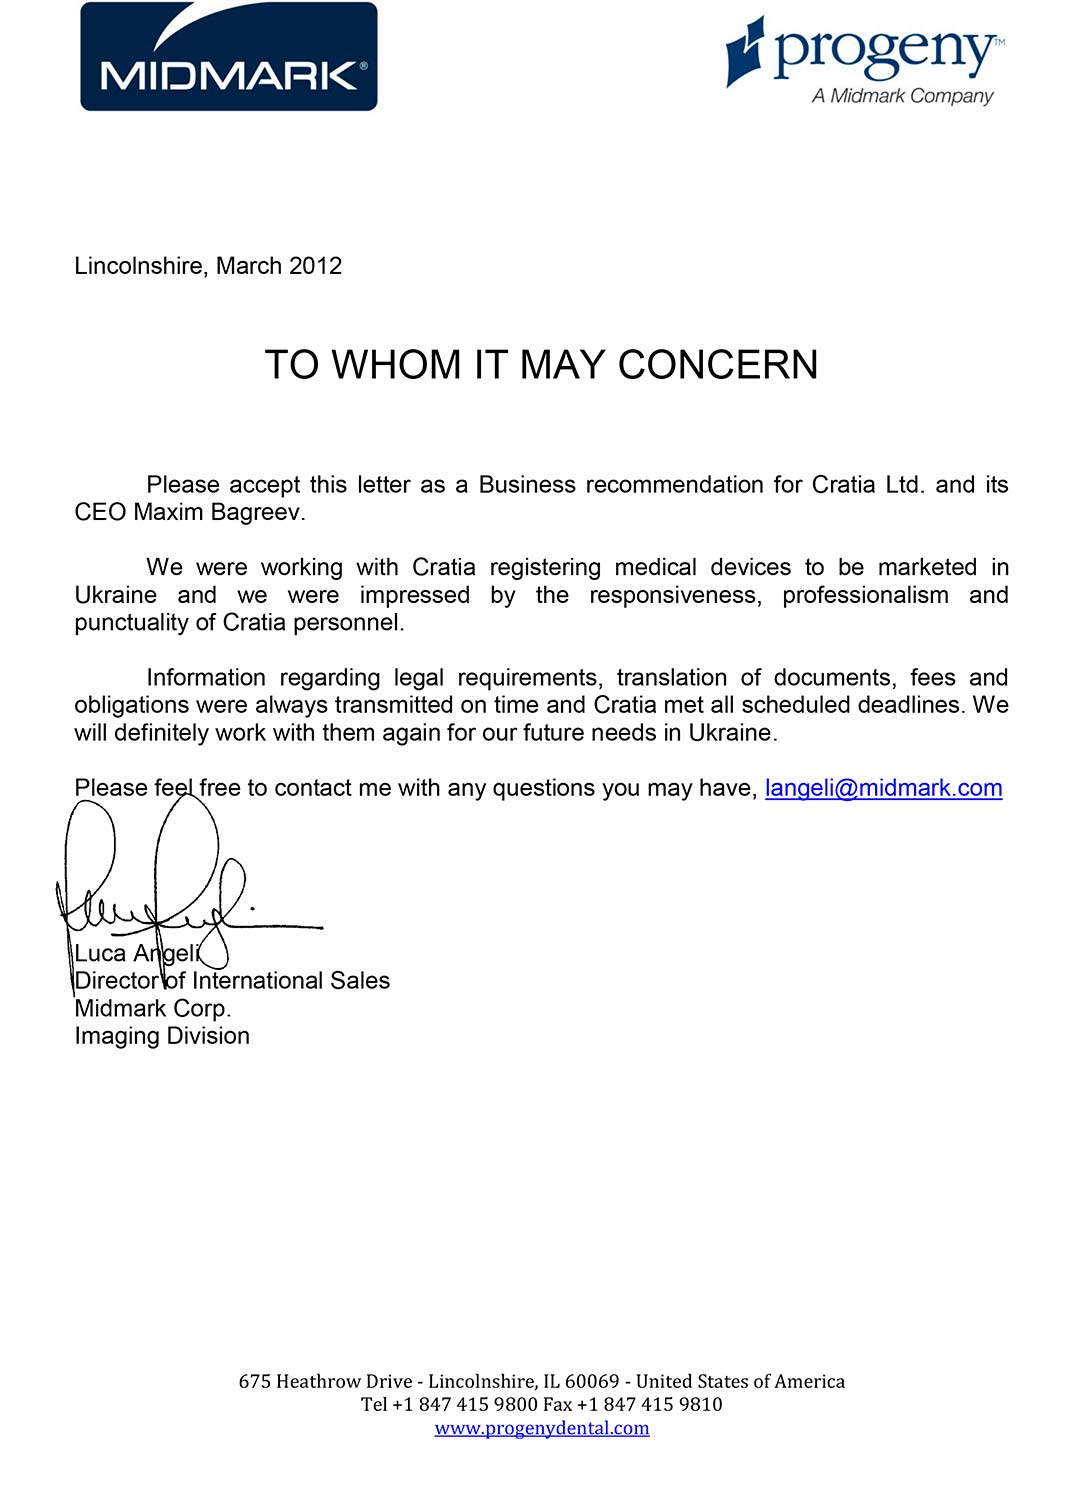 MIDMARK®
progeny™
A Midmark Company
Lincolnshire, March 2012
TO WHOM IT MAY CONCERN
Please accept this letter as a Business recommendation for Cratia Ltd. and its
CEO Maxim Bagreev.
We were working with Cratia registering medical devices to be marketed in
Ukraine and we were impressed by the responsiveness, professionalism and
punctuality of Cratia personnel.
Information regarding legal requirements, translation of documents, fees and
obligations were always transmitted on time and Cratia met all scheduled deadlines. We
will definitely work with them again for our future needs in Ukraine.
Please feel free to contact me with any questions you may have, langeli@midmark.com
Luca Angeli
Director of International Sales
Midmark Corp.
Imaging Division
675 Heathrow Drive - Lincolnshire, IL 60069 - United States of America
Tel +1 847 415 9800 Fax +1 847 415 9810
www.progenydental.com